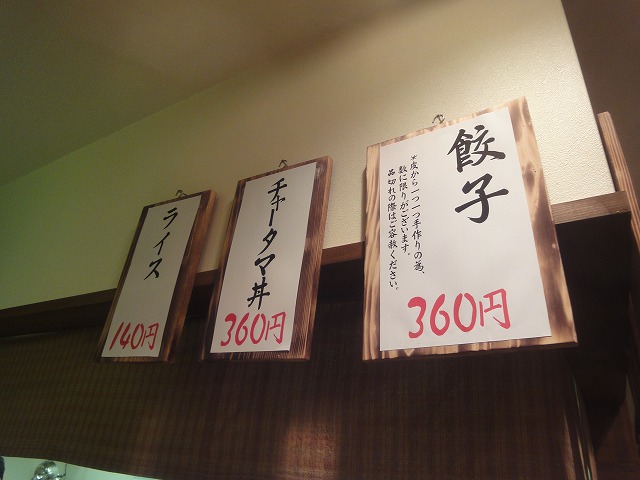 餃子
＊皮から一つ一つ手作りの為、
数に限りがございます。
品切れの際はご容赦ください。
360円
チャータマ丼
360円
ライス
140円